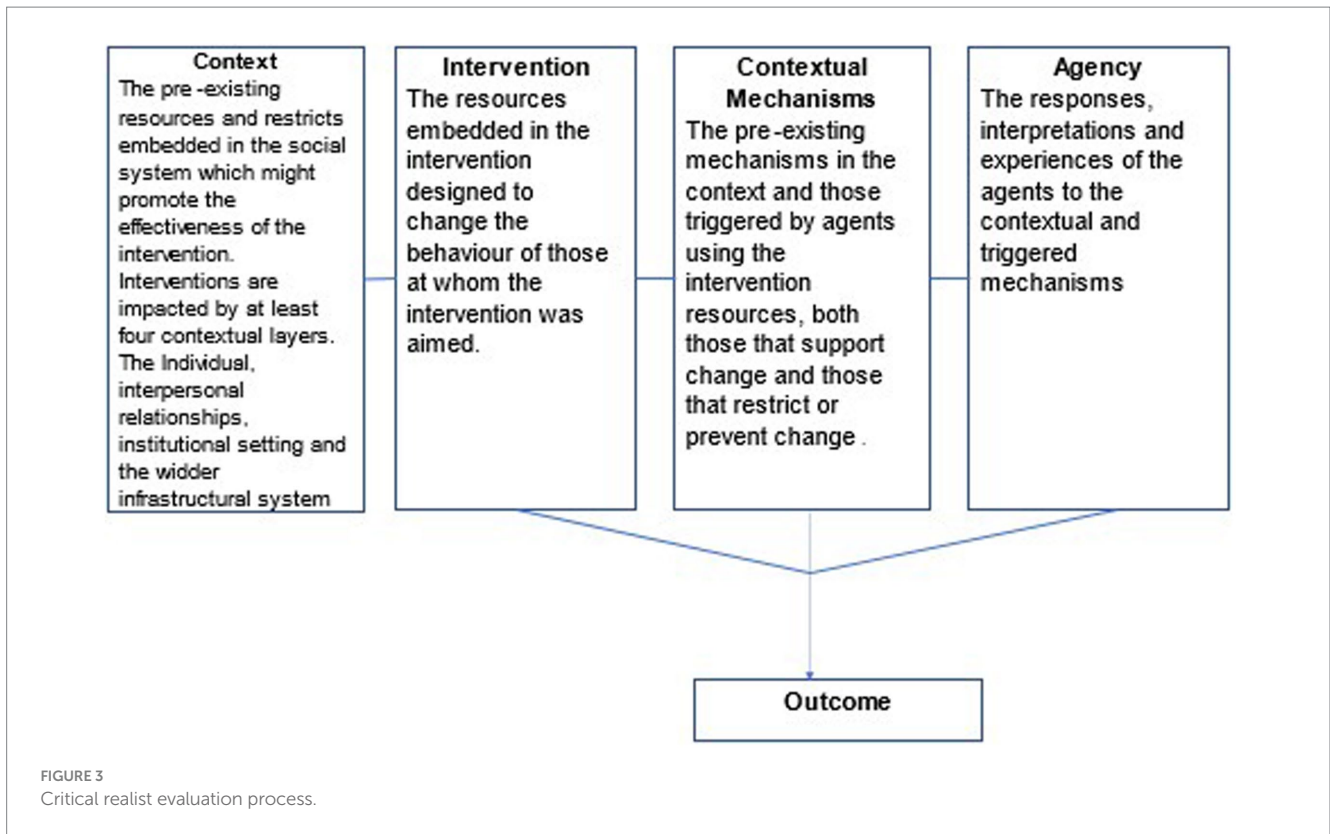 Context
The pre-existing
resources and restricts
embedded in the social
system which might
promote the
effectiveness of the
intervention.
Interventions are
impacted by at least
four contextual layers.
The Individual,
interpersonal
relationships,
institutional setting and
the widder
infrastructural system
Intervention
The resources
embedded in the
intervention
designed to
change the
behaviour of those
at whom the
intervention was
aimed.
Contextual
Mechanisms
The pre-existing
mechanisms in the
context and those
triggered by agents
using the
intervention
resources, both
those that support
change and those
that restrict or
prevent change .
Agency
The responses,
interpretations and
experiences of the
agents to the
contextual and
triggered
mechanisms
Outcome
FIGURE 3
Critical realist evaluation process.